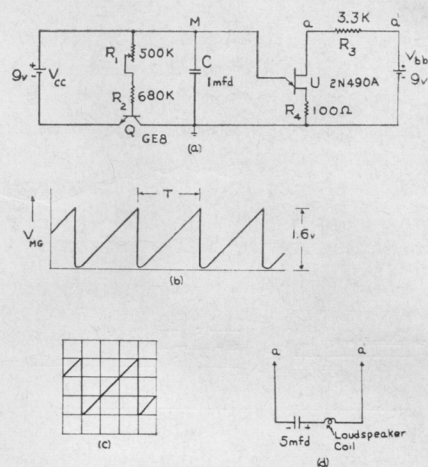 M
a
3.3K
a'
R₁
500K
R₃
C
1mfd
9v
Vcc
Vbb
9v
R₂
680K
U
2N490A
R₄
100Ω
Q
GE8
(a)
T
V_MG
1.6v
(b)
a
a'
5mfd
Loudspeaker
Coil
(c)
(d)